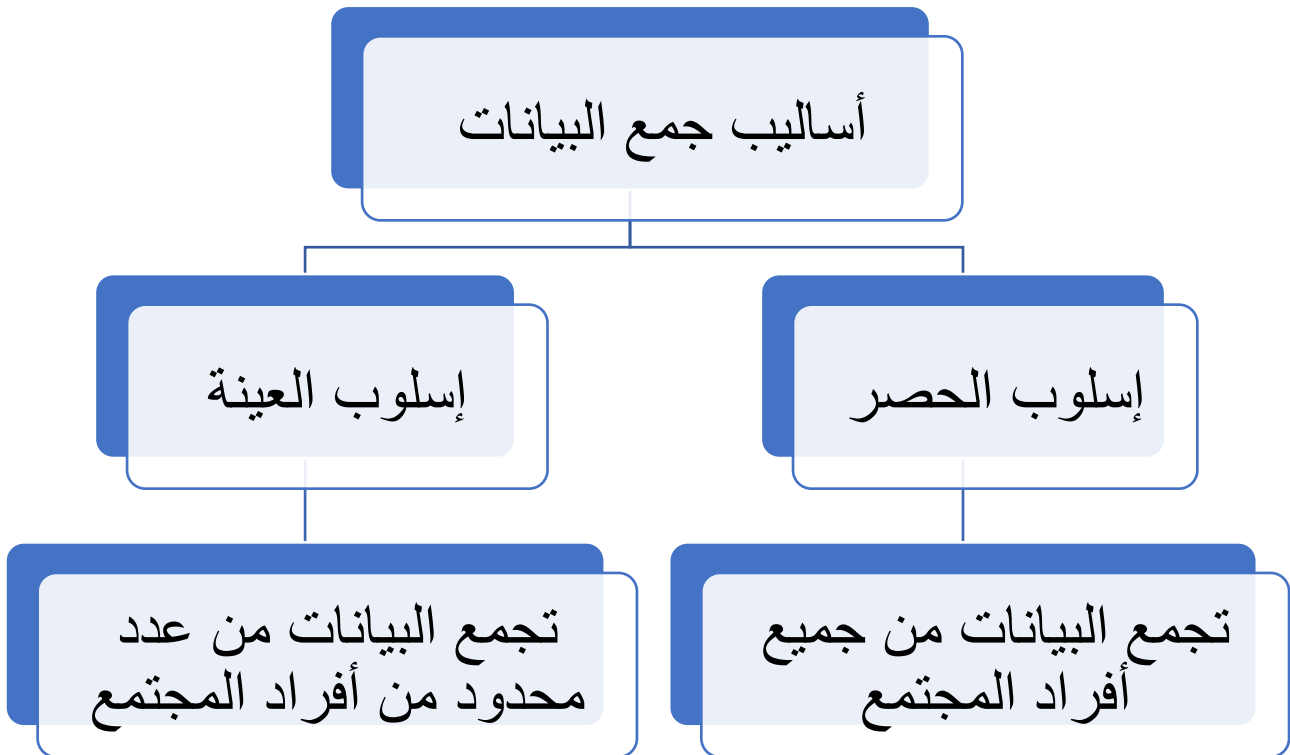 أساليب جمع البيانات
إسلوب الحصر
إسلوب العينة
تجمع البيانات من جميع
أفراد المجتمع
تجمع البيانات من عدد
محدود من أفراد المجتمع